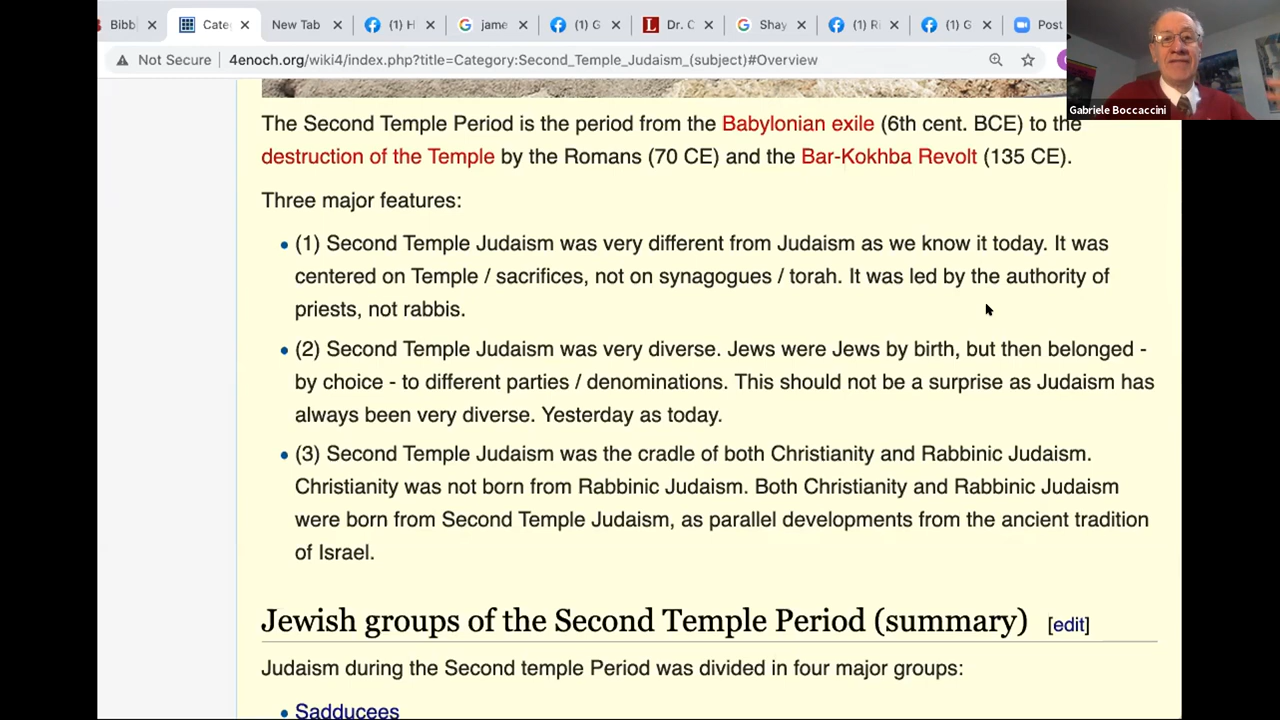 Bibb
Cate
New Tab
(1) H
jame
(1) G
Dr. C
Shay
(1) Ri
(1) G
Post
Not Secure
4enoch.org/wiki4/index.php?title=Category:Second_Temple_Judaism_(subject)#Overview
Gabriele Boccaccini
The Second Temple Period is the period from the Babylonian exile (6th cent. BCE) to the
destruction of the Temple by the Romans (70 CE) and the Bar-Kokhba Revolt (135 CE).
Three major features:
(1) Second Temple Judaism was very different from Judaism as we know it today. It was
centered on Temple / sacrifices, not on synagogues / torah. It was led by the authority of
priests, not rabbis.
(2) Second Temple Judaism was very diverse. Jews were Jews by birth, but then belonged -
by choice - to different parties / denominations. This should not be a surprise as Judaism has
always been very diverse. Yesterday as today.
(3) Second Temple Judaism was the cradle of both Christianity and Rabbinic Judaism.
Christianity was not born from Rabbinic Judaism. Both Christianity and Rabbinic Judaism
were born from Second Temple Judaism, as parallel developments from the ancient tradition
of Israel.
Jewish groups of the Second Temple Period (summary) [edit]
Judaism during the Second temple Period was divided in four major groups:
Sadducees